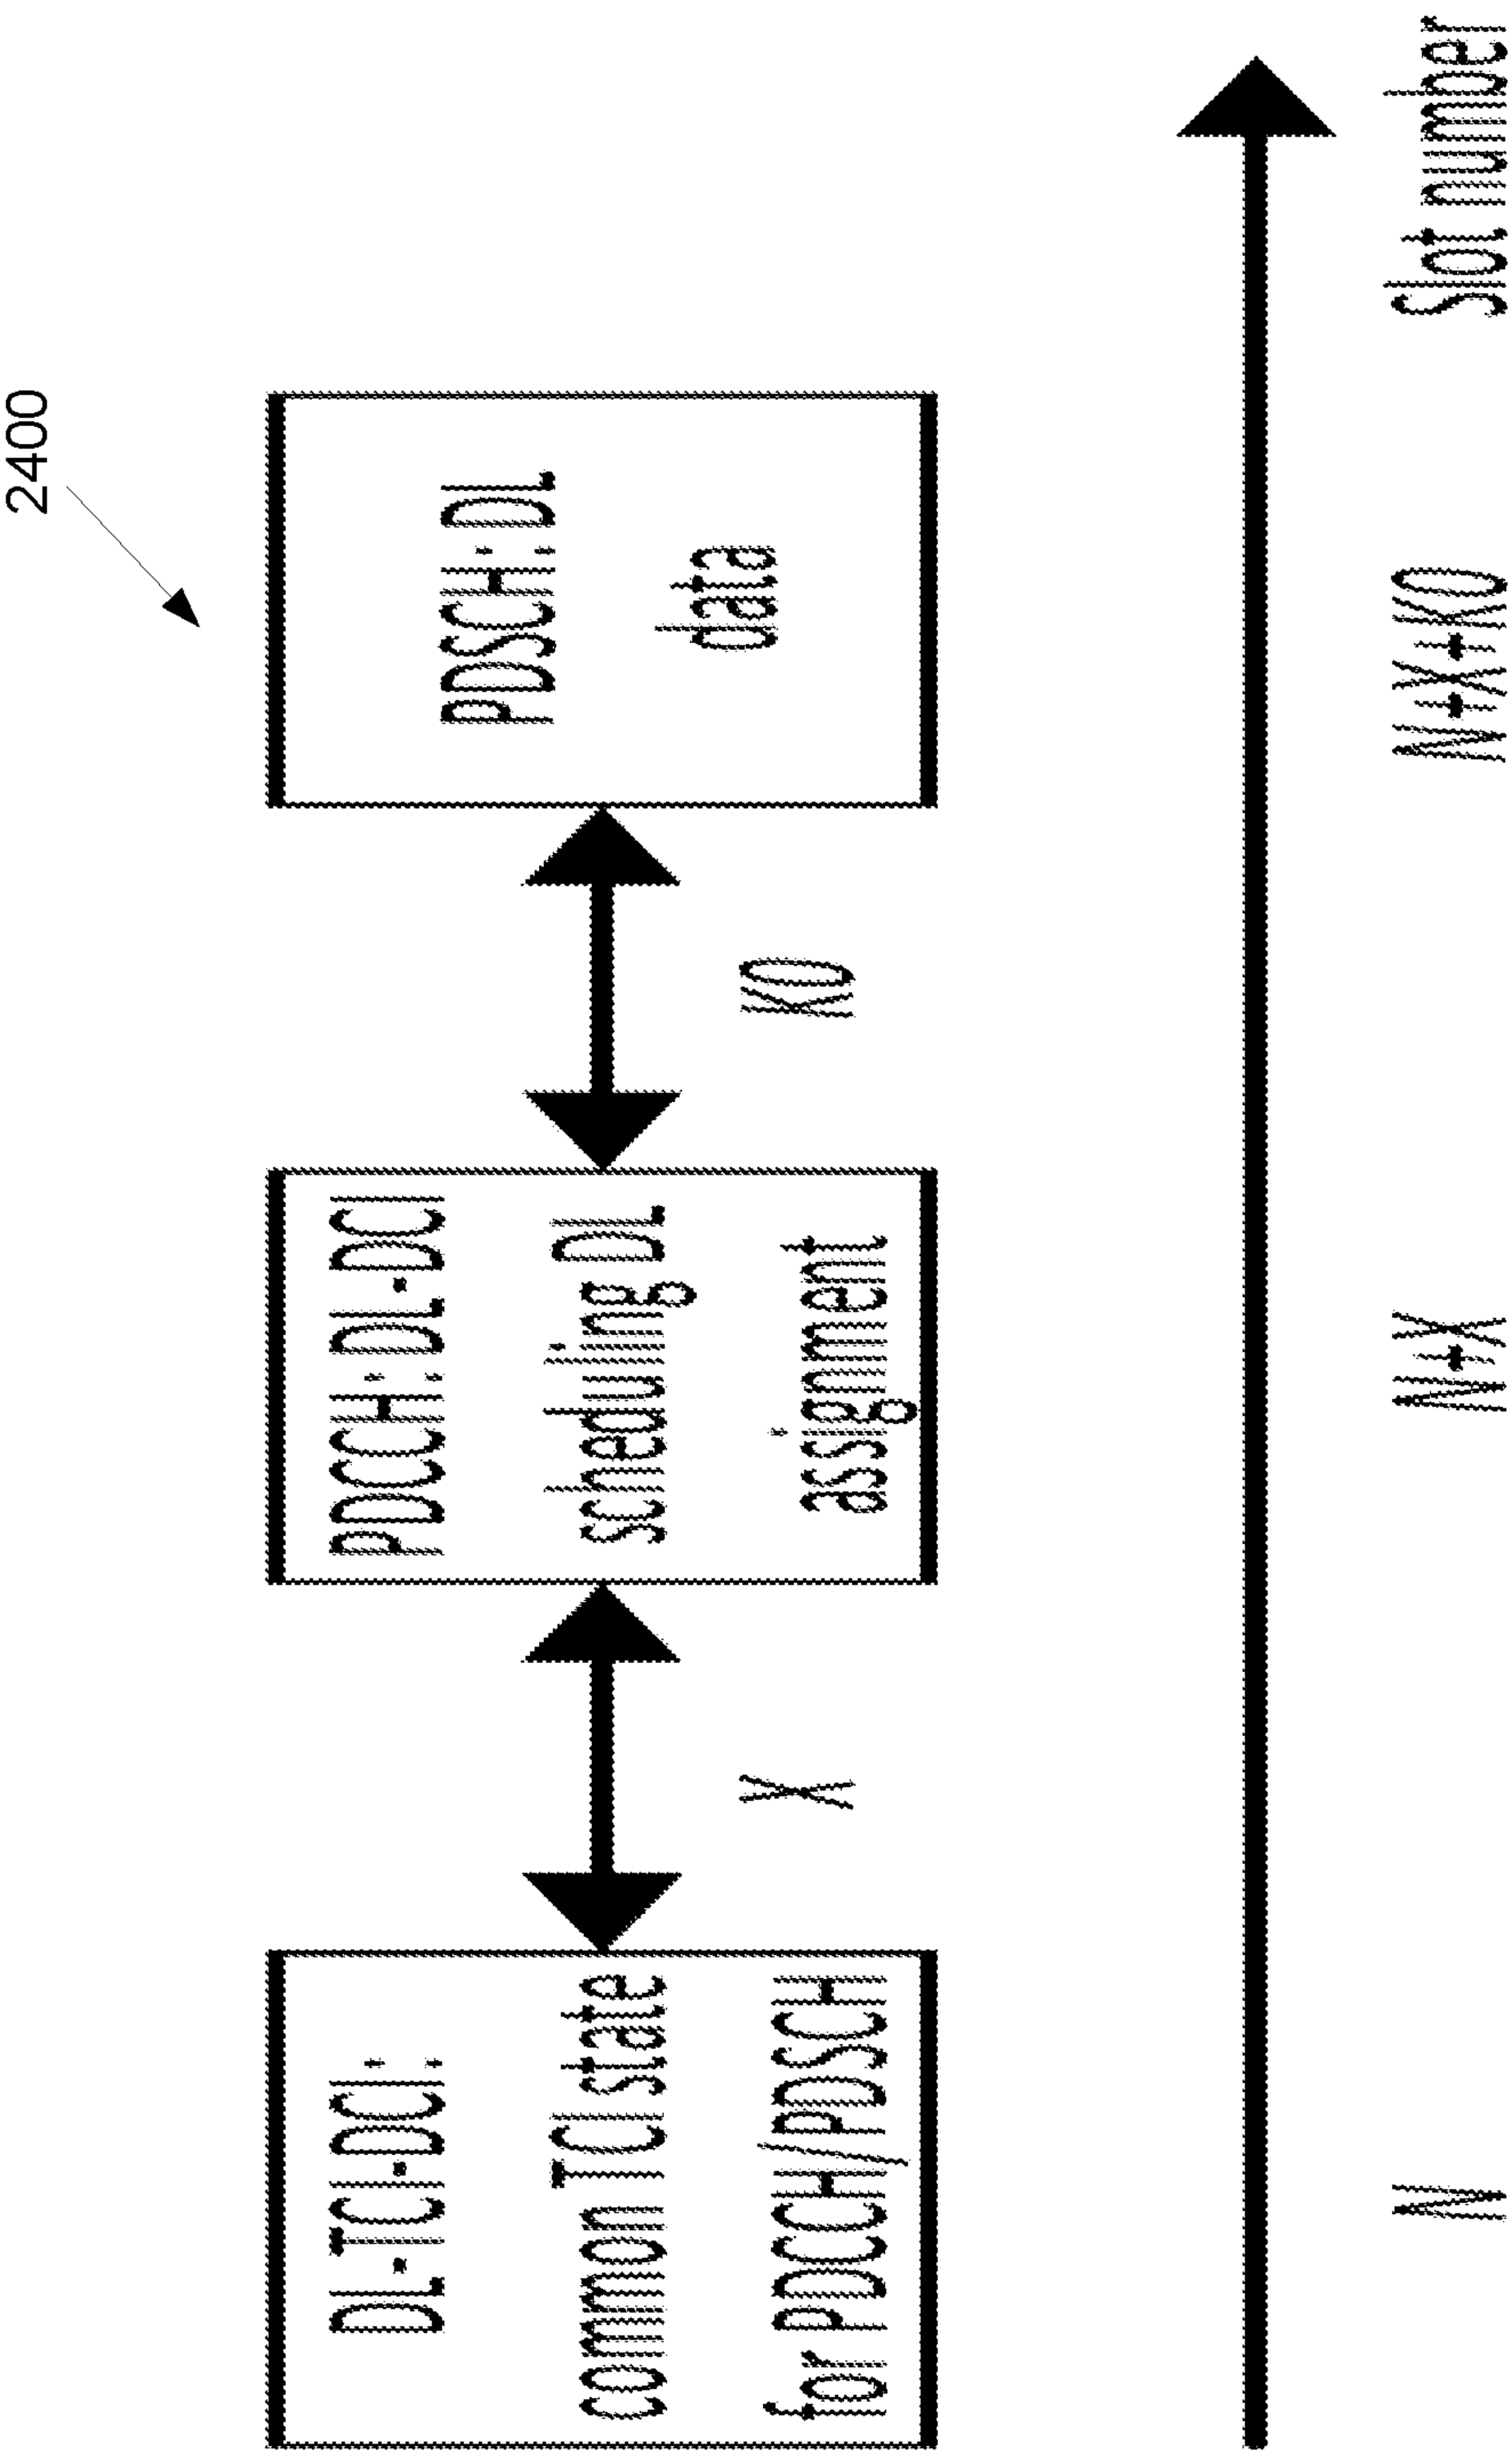 2400
DL-TCI-DCI:
common TCI state
for PDCCH/PDSCH
X
PDCCH: DL-DCI
scheduling DL
assignment
K0
PDSCH: DL
data
N
N+X
N+X+K0
Slot number